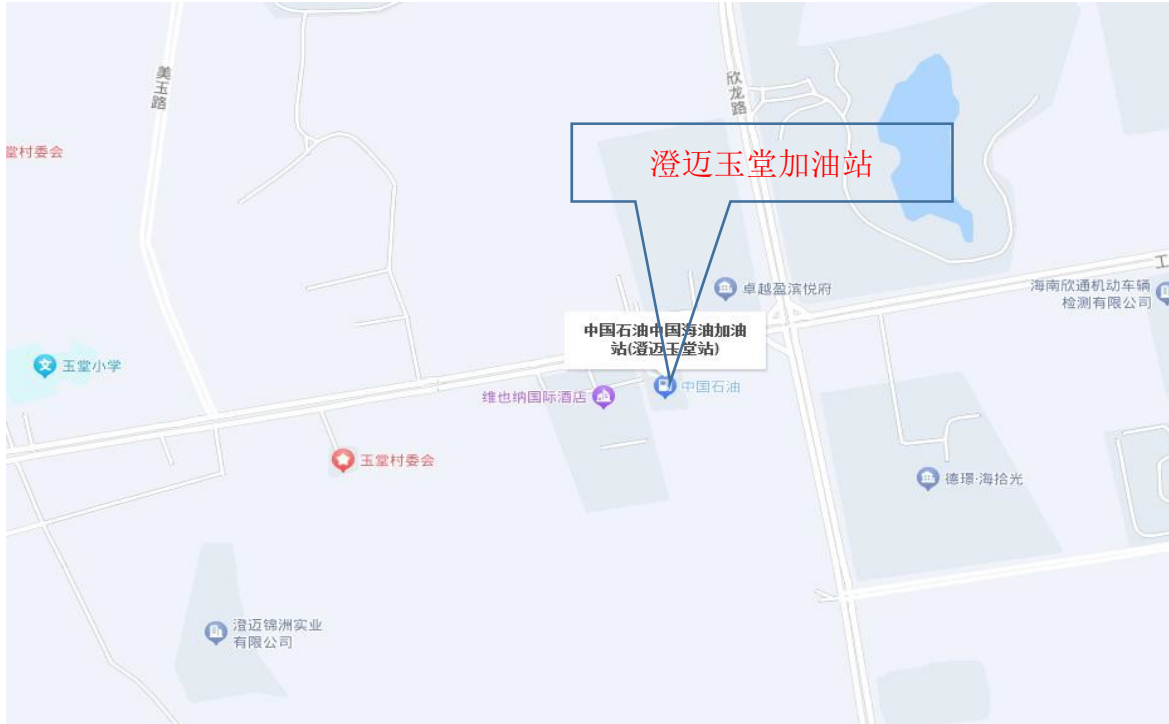 美玉路
欣龙路
堂村委会
澄迈玉堂加油站
工
卓越盈滨悦府
海南欣通机动车辆
检测有限公司
中国石油中国海油加油
站(澄迈玉堂站)
玉堂小学
中国石油
维也纳国际酒店
玉堂村委会
德璟·海拾光
澄迈锦洲实业
有限公司